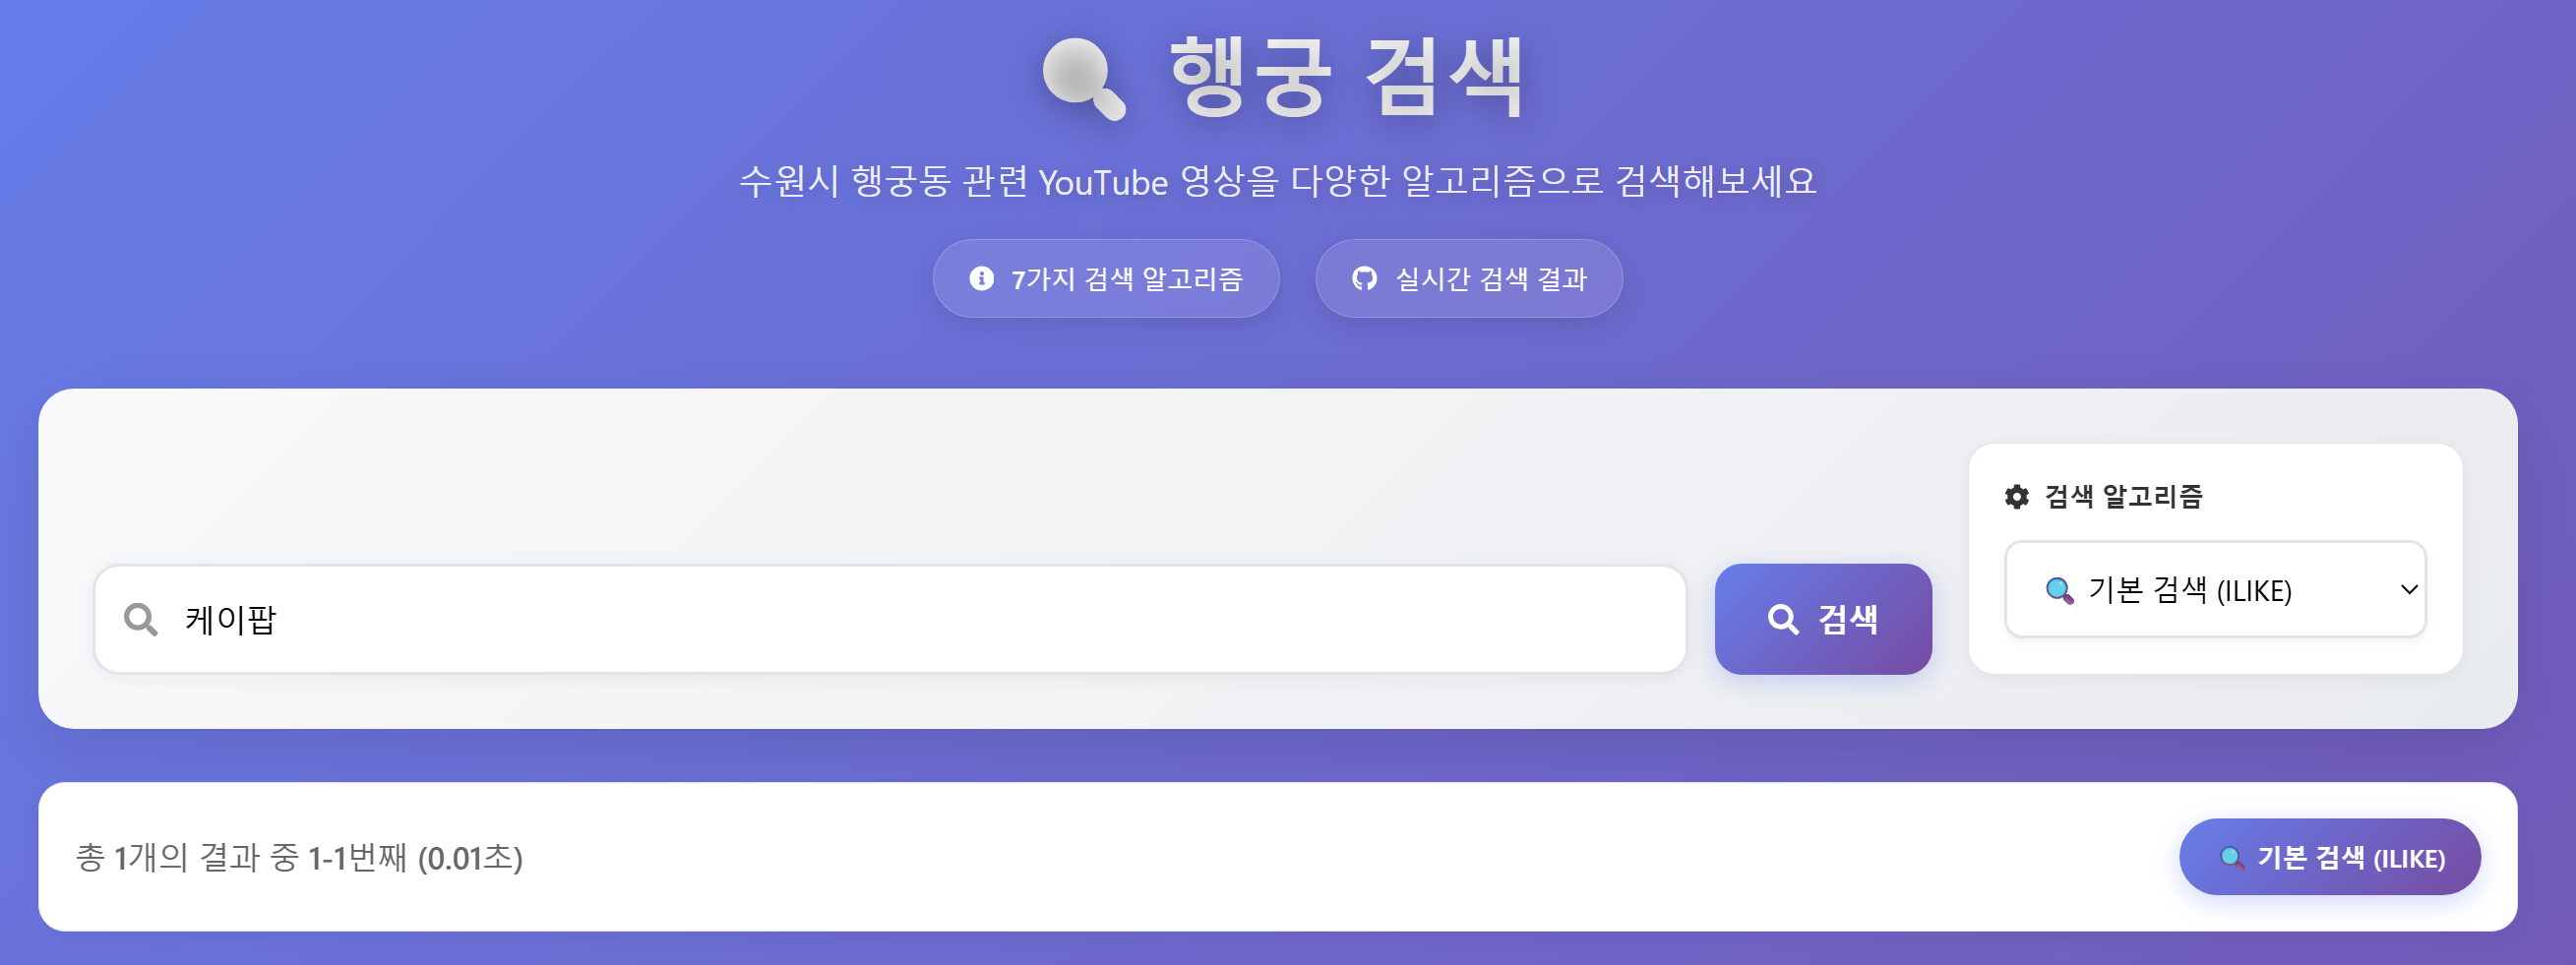 행궁 검색
수원시 행궁동 관련 YouTube 영상을 다양한 알고리즘으로 검색해보세요
7가지 검색 알고리즘
실시간 검색 결과
검색 알고리즘
기본 검색 (ILIKE)
케이팝
검색
총 1개의 결과 중 1-1번째 (0.01초)
기본 검색 (ILIKE)